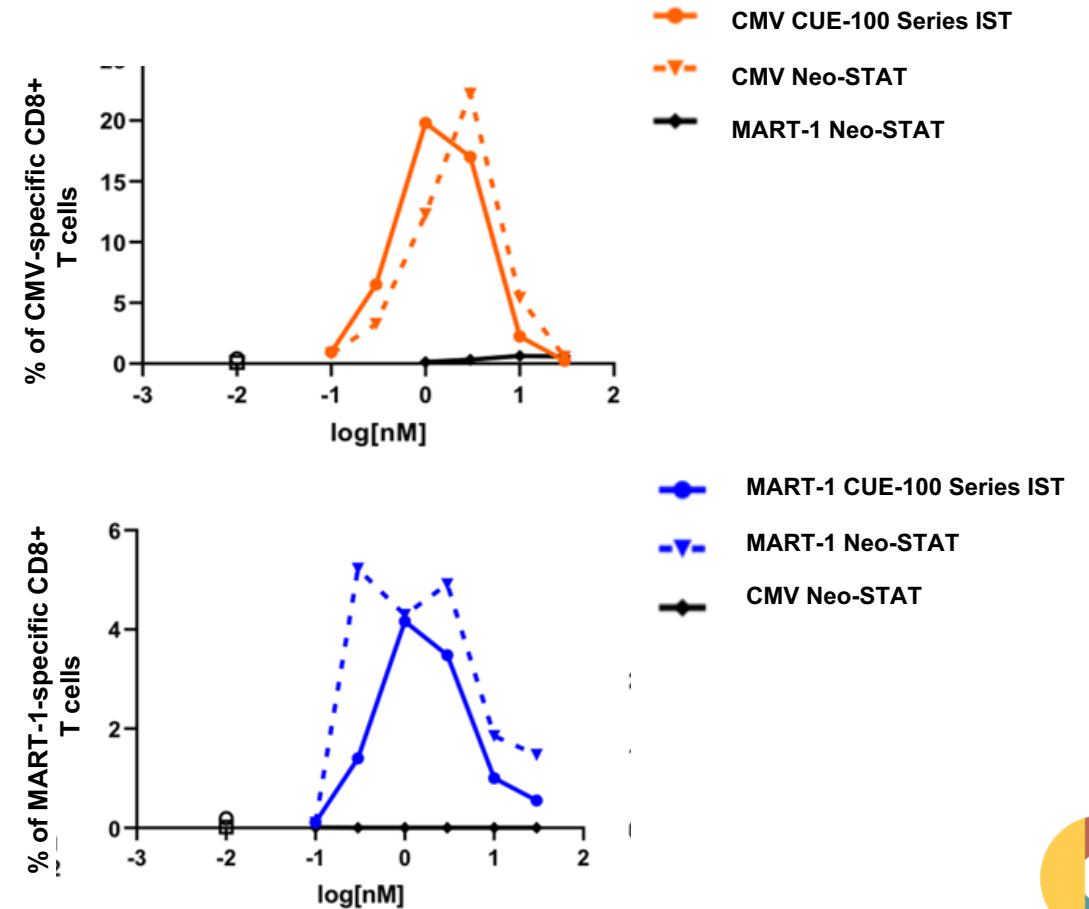 CMV CUE-100 Series IST
CMV Neo-STAT
MART-1 Neo-STAT
% of CMV-specific CD8+
T cells
20
15
10
5
0
-3 -2 -1 0 1 2
log[nM]
MART-1 CUE-100 Series IST
MART-1 Neo-STAT
CMV Neo-STAT
% of MART-1-specific CD8+
T cells
6
4
2
0
-3 -2 -1 0 1 2
log[nM]